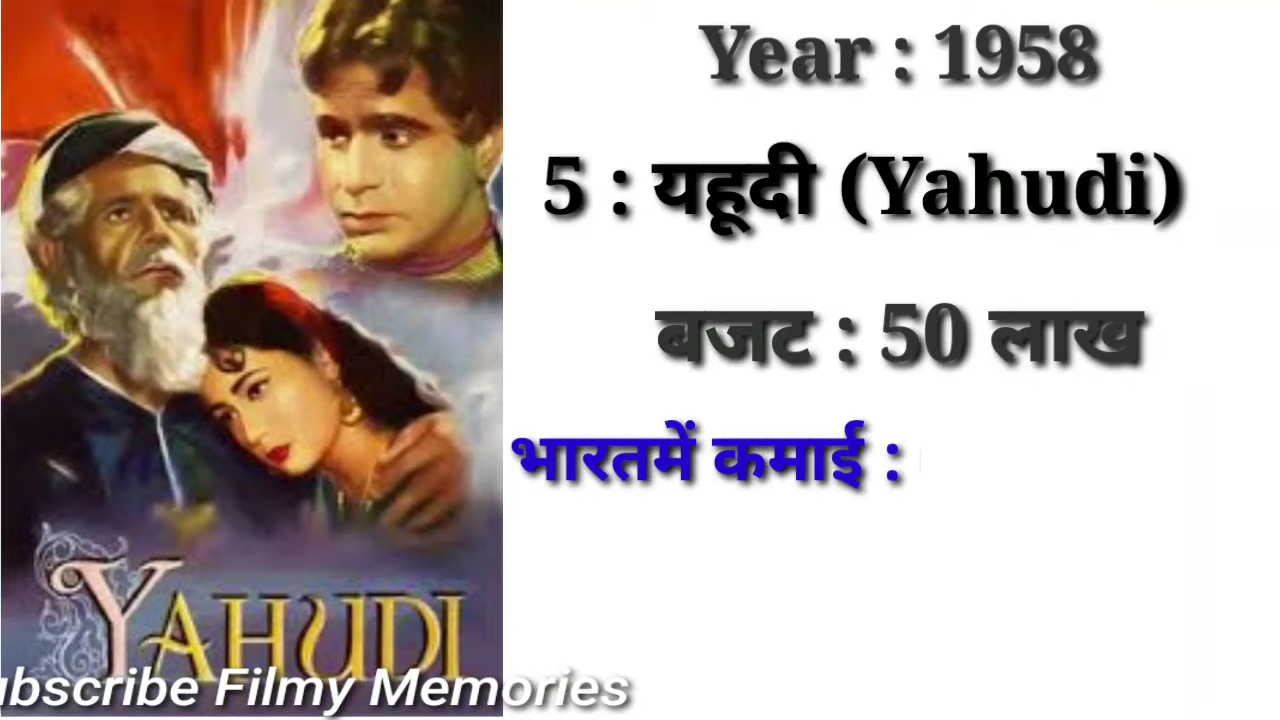 Year : 1958
5 : यहूदी (Yahudi)
बजट : 50 लाख
भारतमें कमाई :
YAHUDI
Filmy Memories